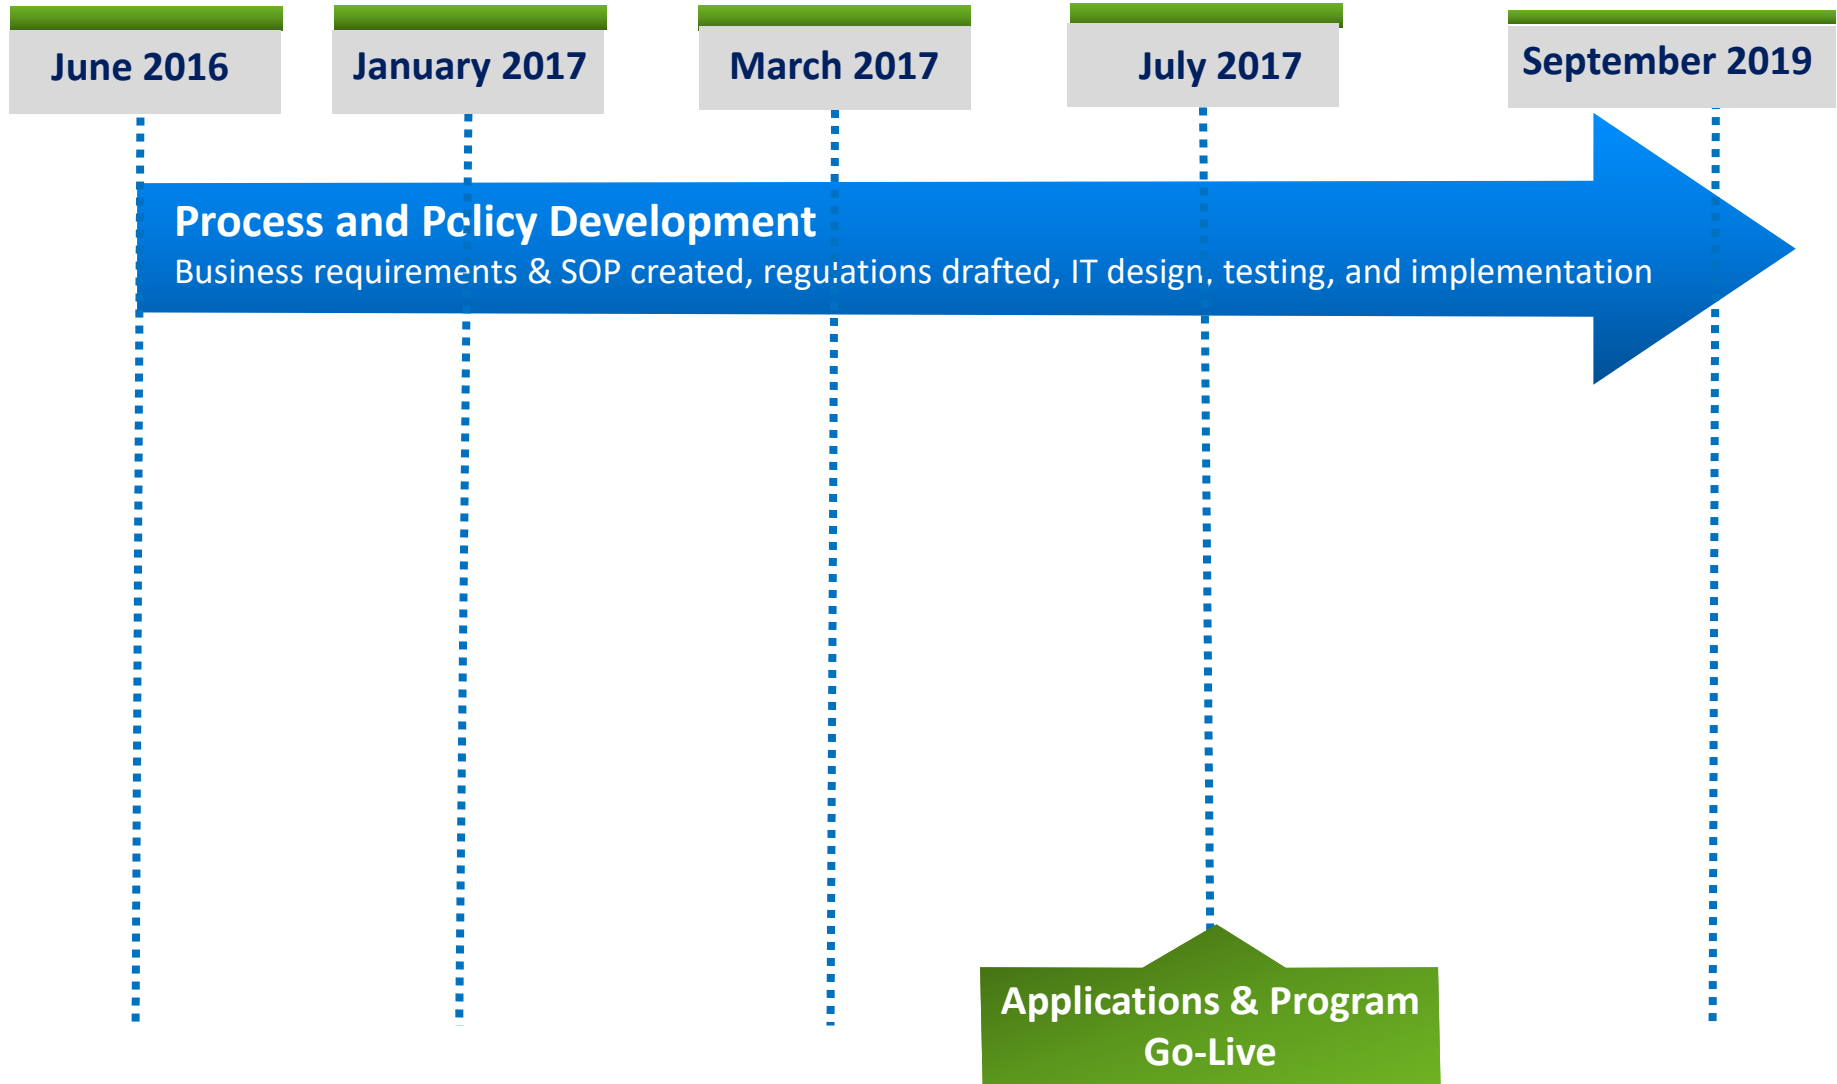 June 2016
January 2017
March 2017
July 2017
September 2019
Process and Policy Development
Business requirements & SOP created, regulations drafted, IT design, testing, and implementation
Applications & Program
Go-Live